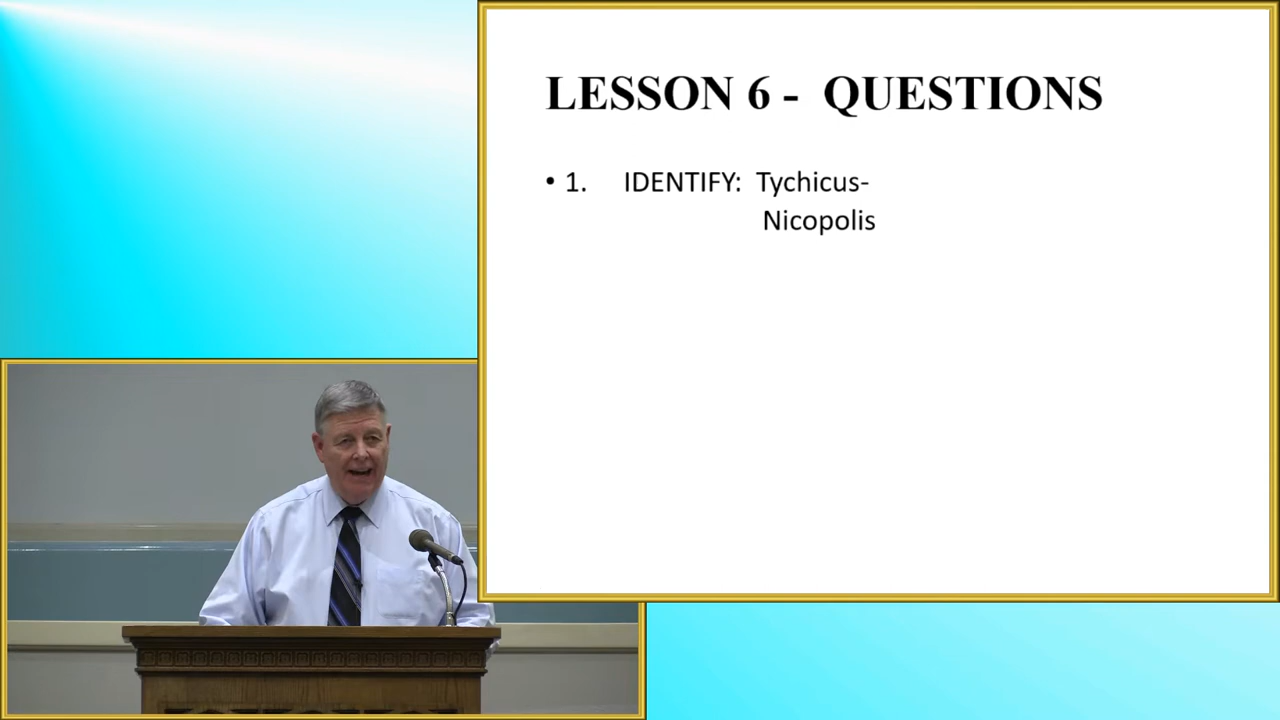 LESSON 6 - QUESTIONS
• 1. IDENTIFY: Tychicus-
Nicopolis